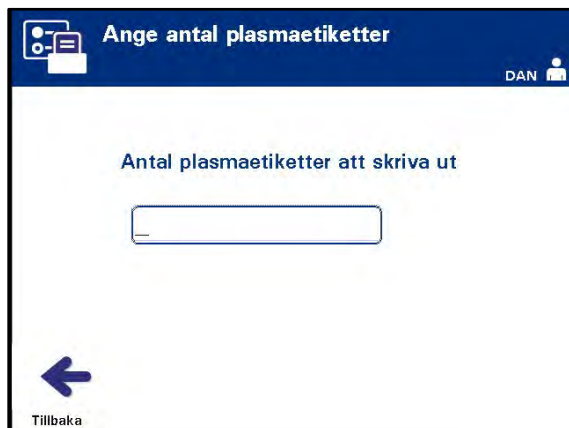 Ange antal plasmaetiketter
DAN
Antal plasmaetiketter att skriva ut
_
Tillbaka